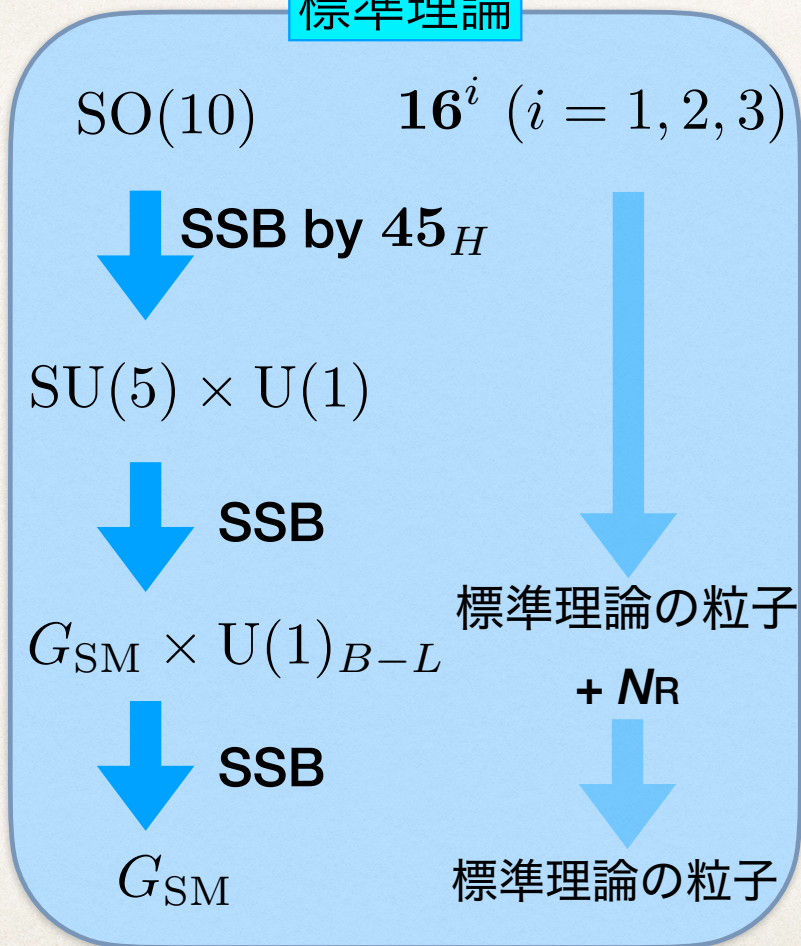 標準理論
SO(10)
16^i (i = 1, 2, 3)
SSB by 45_H
SU(5) × U(1)
SSB
G_SM × U(1)_{B−L}
標準理論の粒子
+ NR
SSB
G_SM
標準理論の粒子